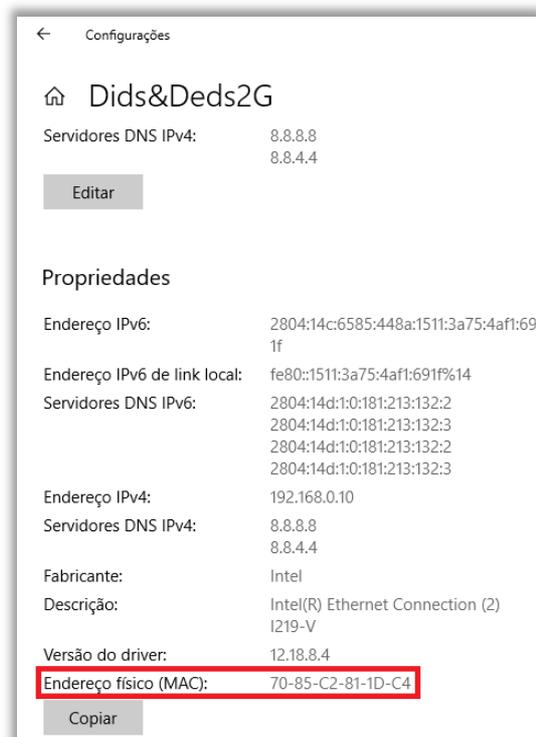 Configurações
Dids&Deds2G
Servidores DNS IPv4: 8.8.8.8
8.8.4.4
Editar
Propriedades
Endereço IPv6: 2804:14c:6585:448a:1511:3a75:4af1:69
1f
Endereço IPv6 de link local: fe80::1511:3a75:4af1:691f%14
Servidores DNS IPv6: 2804:14d:1:0:181:213:132:2
2804:14d:1:0:181:213:132:3
2804:14d:1:0:181:213:132:2
2804:14d:1:0:181:213:132:3
Endereço IPv4: 192.168.0.10
Servidores DNS IPv4: 8.8.8.8
8.8.4.4
Fabricante: Intel
Descrição: Intel(R) Ethernet Connection (2)
I219-V
Versão do driver: 12.18.8.4
Endereço físico (MAC): 70-85-C2-81-1D-C4
Copiar